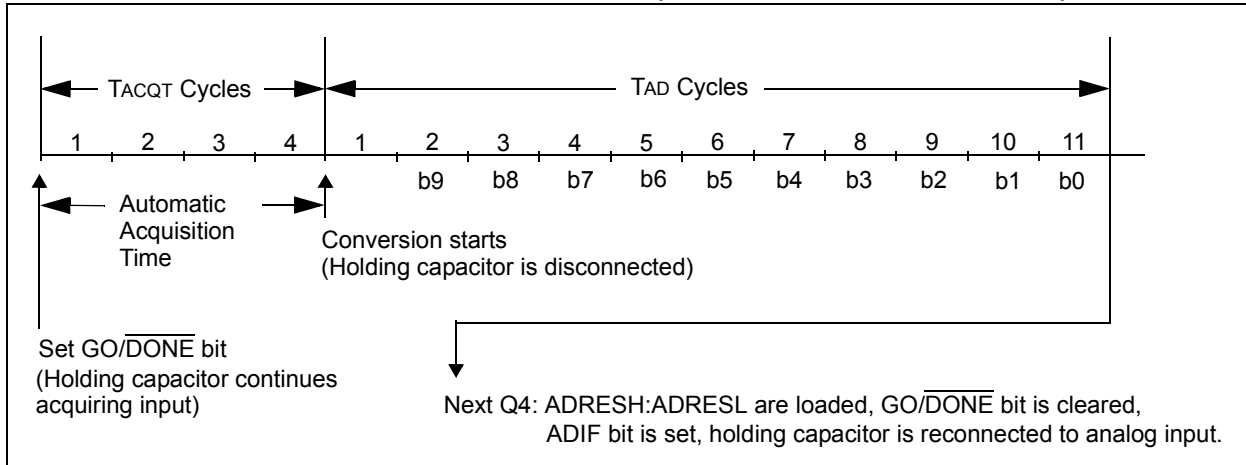 TACQT Cycles TAD Cycles
1 2 3 4 1 2 3 4 5 6 7 8 9 10 11
b9 b8 b7 b6 b5 b4 b3 b2 b1 b0
Automatic
Acquisition
Time
Conversion starts
(Holding capacitor is disconnected)
Set GO/DONE bit
(Holding capacitor continues
acquiring input)
Next Q4: ADRESH:ADRESL are loaded, GO/DONE bit is cleared,
ADIF bit is set, holding capacitor is reconnected to analog input.